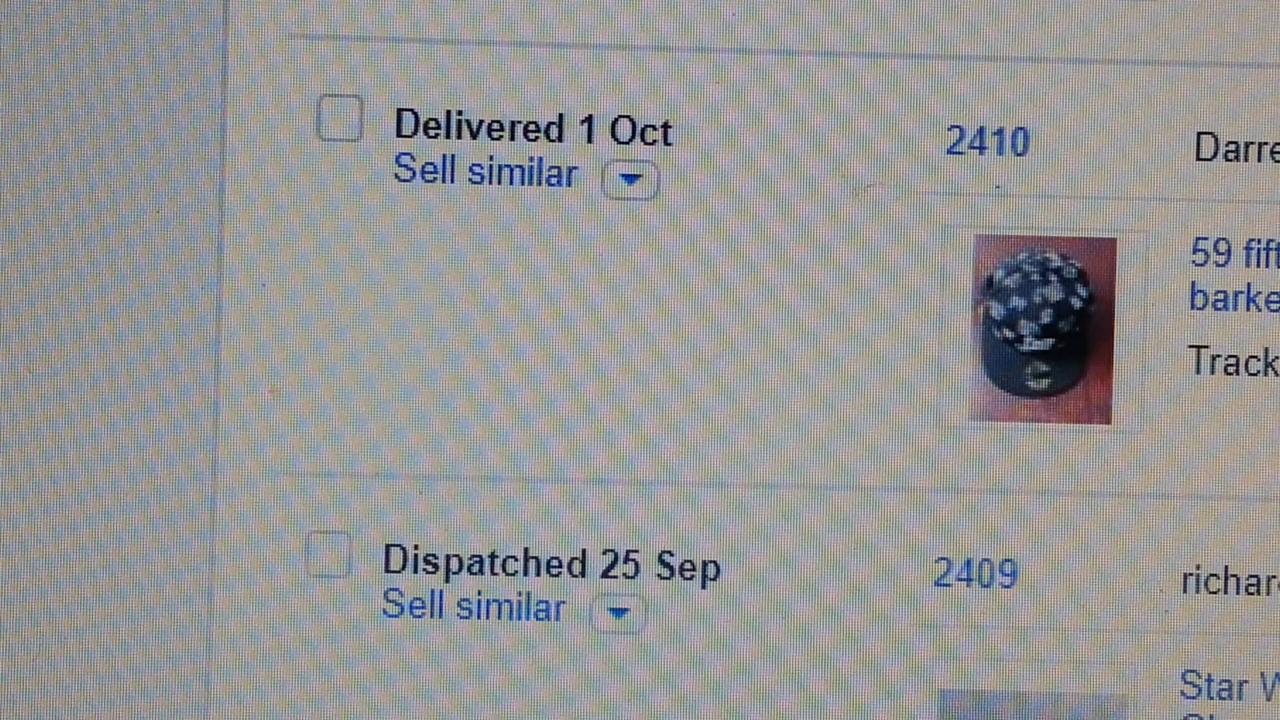 Delivered 1 Oct
Sell similar
2410
Darre
59 fift
barke
Track
Dispatched 25 Sep
Sell similar
2409
richar
Star W